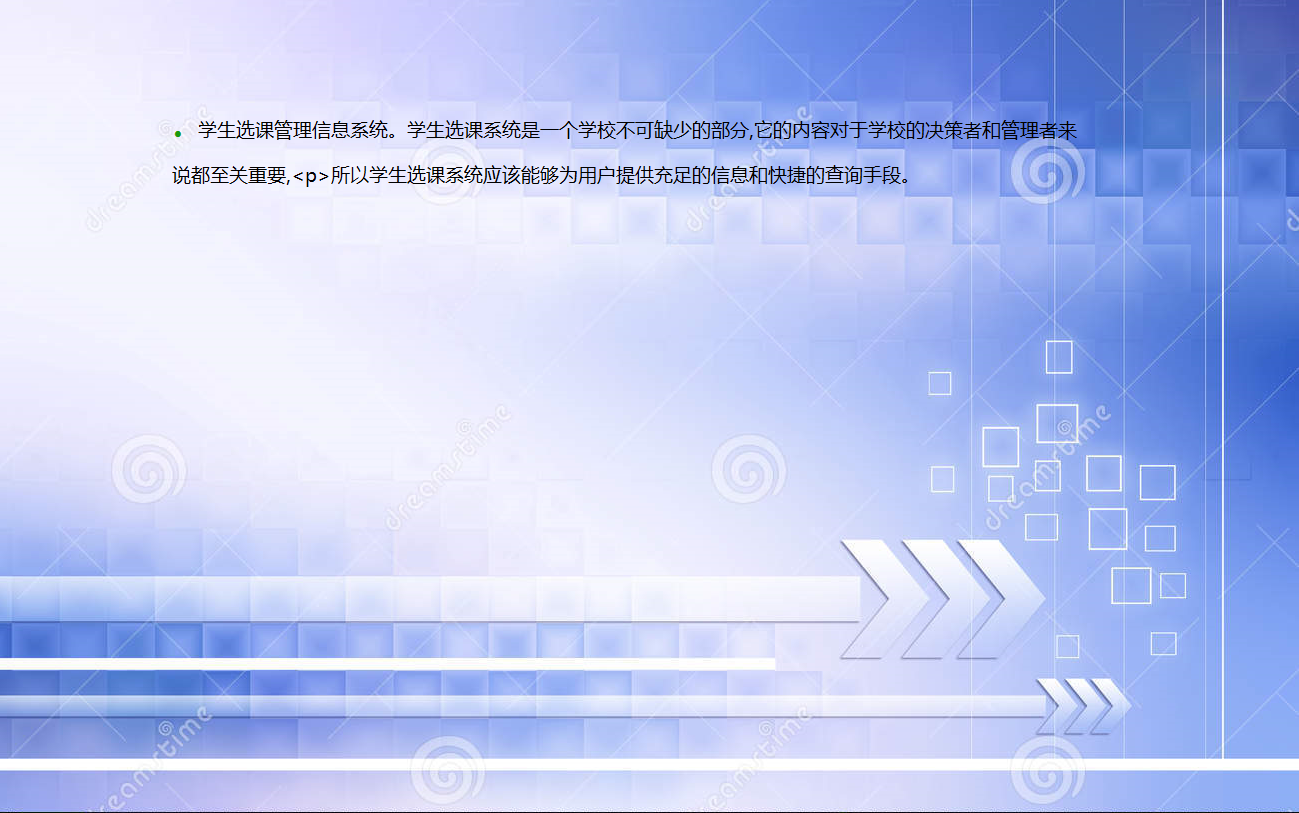 • 学生选课管理信息系统。学生选课系统是一个学校不可缺少的部分,它的内容对于学校的决策者和管理者来
说都至关重要,<p>所以学生选课系统应该能够为用户提供充足的信息和快捷的查询手段。
dreamstime
dreamstime
dreamstime
dreamstime
dreamstime
dreamstime
dreamstime